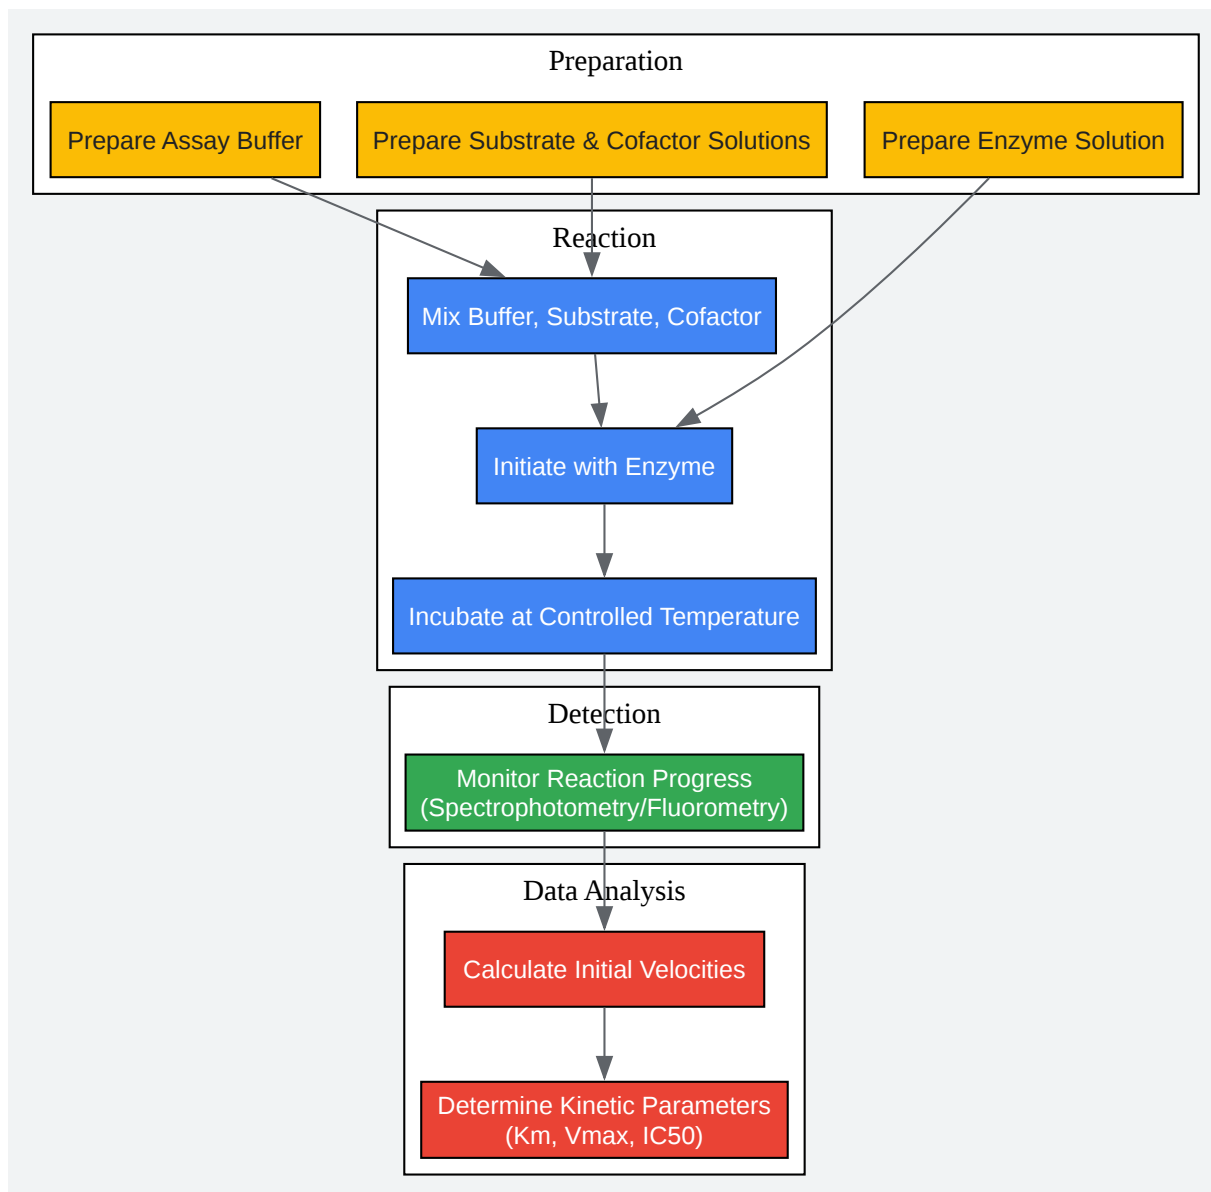 Preparation
Prepare Assay Buffer
Prepare Substrate & Cofactor Solutions
Prepare Enzyme Solution
Reaction
Mix Buffer, Substrate, Cofactor
Initiate with Enzyme
Incubate at Controlled Temperature
Detection
Monitor Reaction Progress
(Spectrophotometry/Fluorometry)
Data Analysis
Calculate Initial Velocities
Determine Kinetic Parameters
(Km, Vmax, IC50)